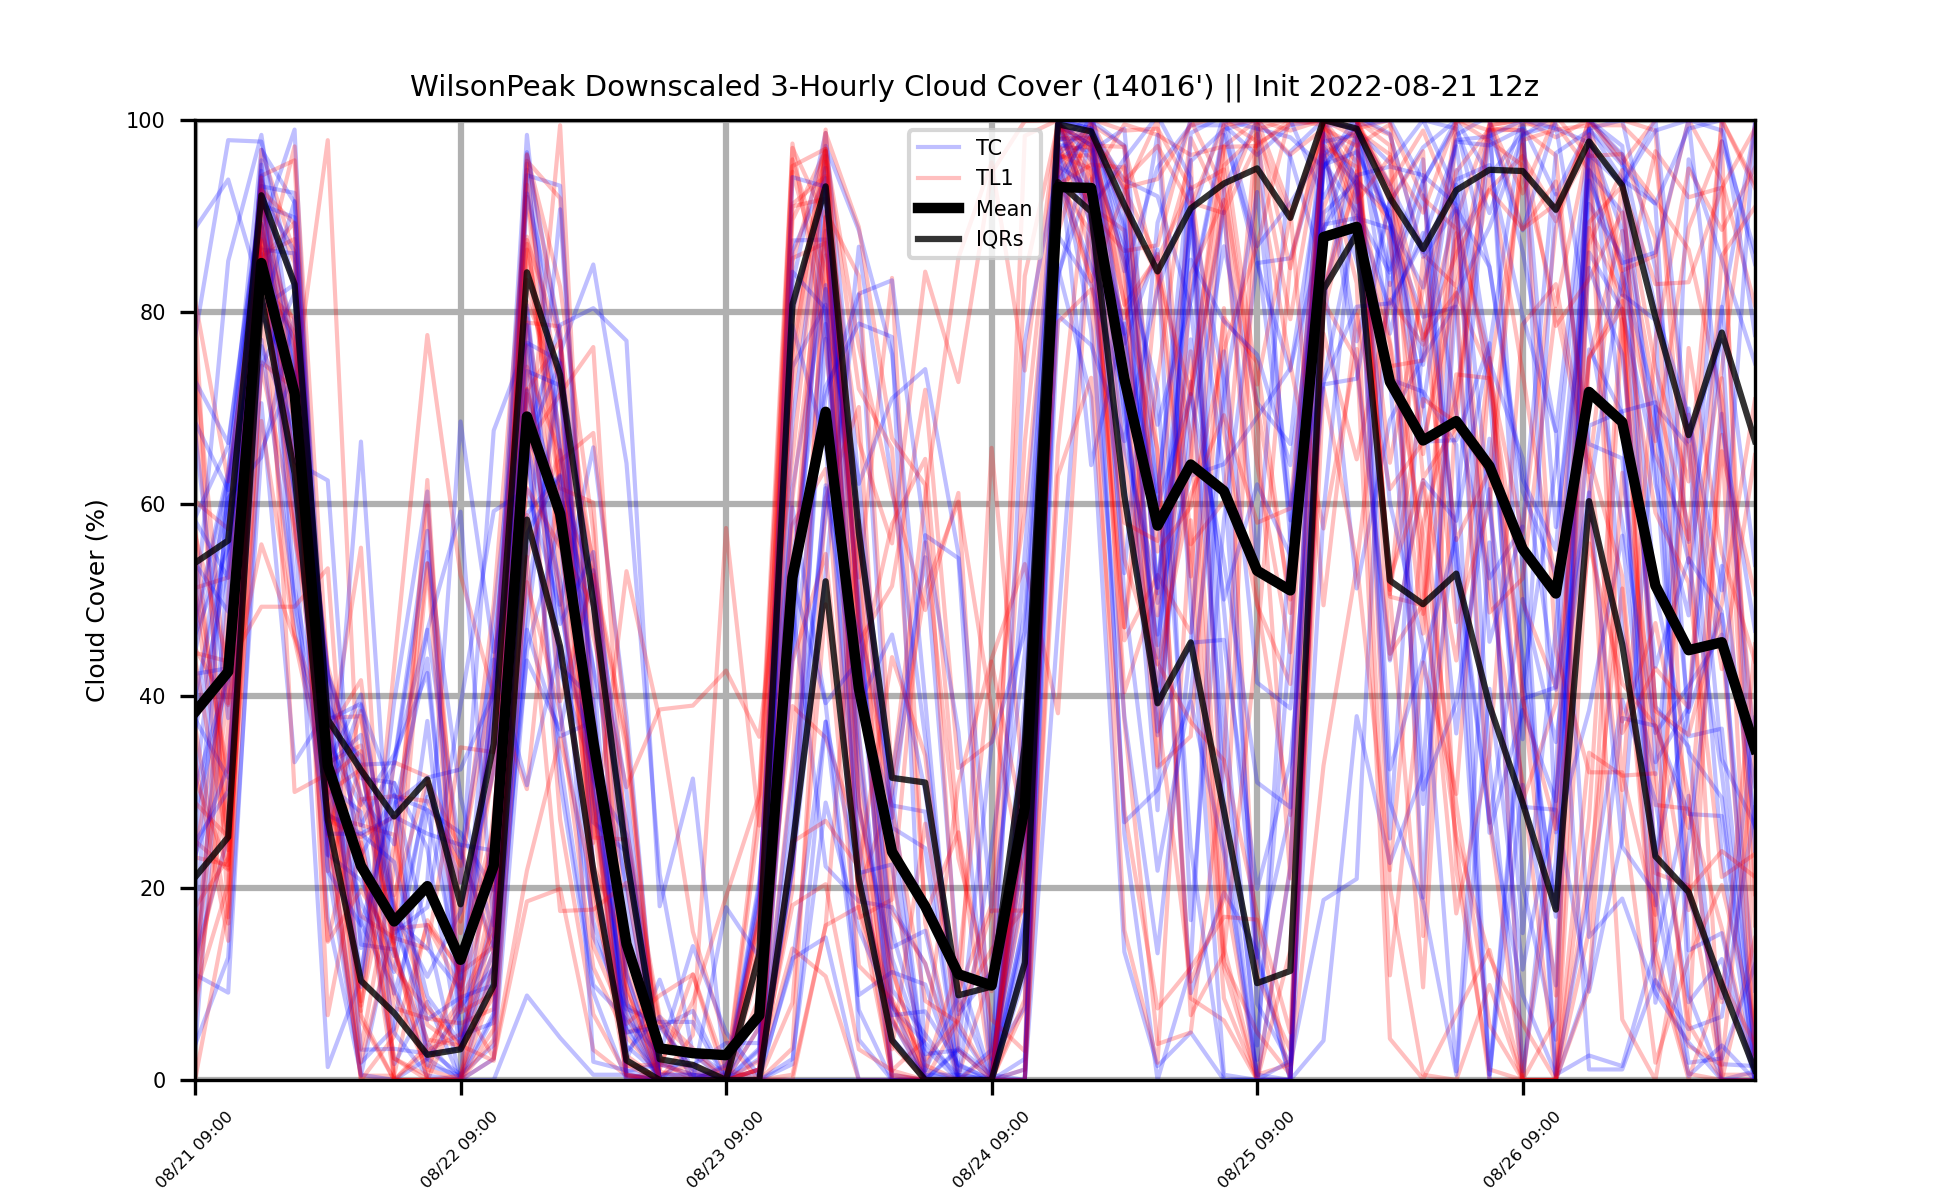 WilsonPeak Downscaled 3-Hourly Cloud Cover (14016') || Init 2022-08-21 12z
Cloud Cover (%)
100
80
60
40
20
0
TC
TL1
Mean
IQRs
08/21 09:00
08/22 09:00
08/23 09:00
08/24 09:00
08/25 09:00
08/26 09:00